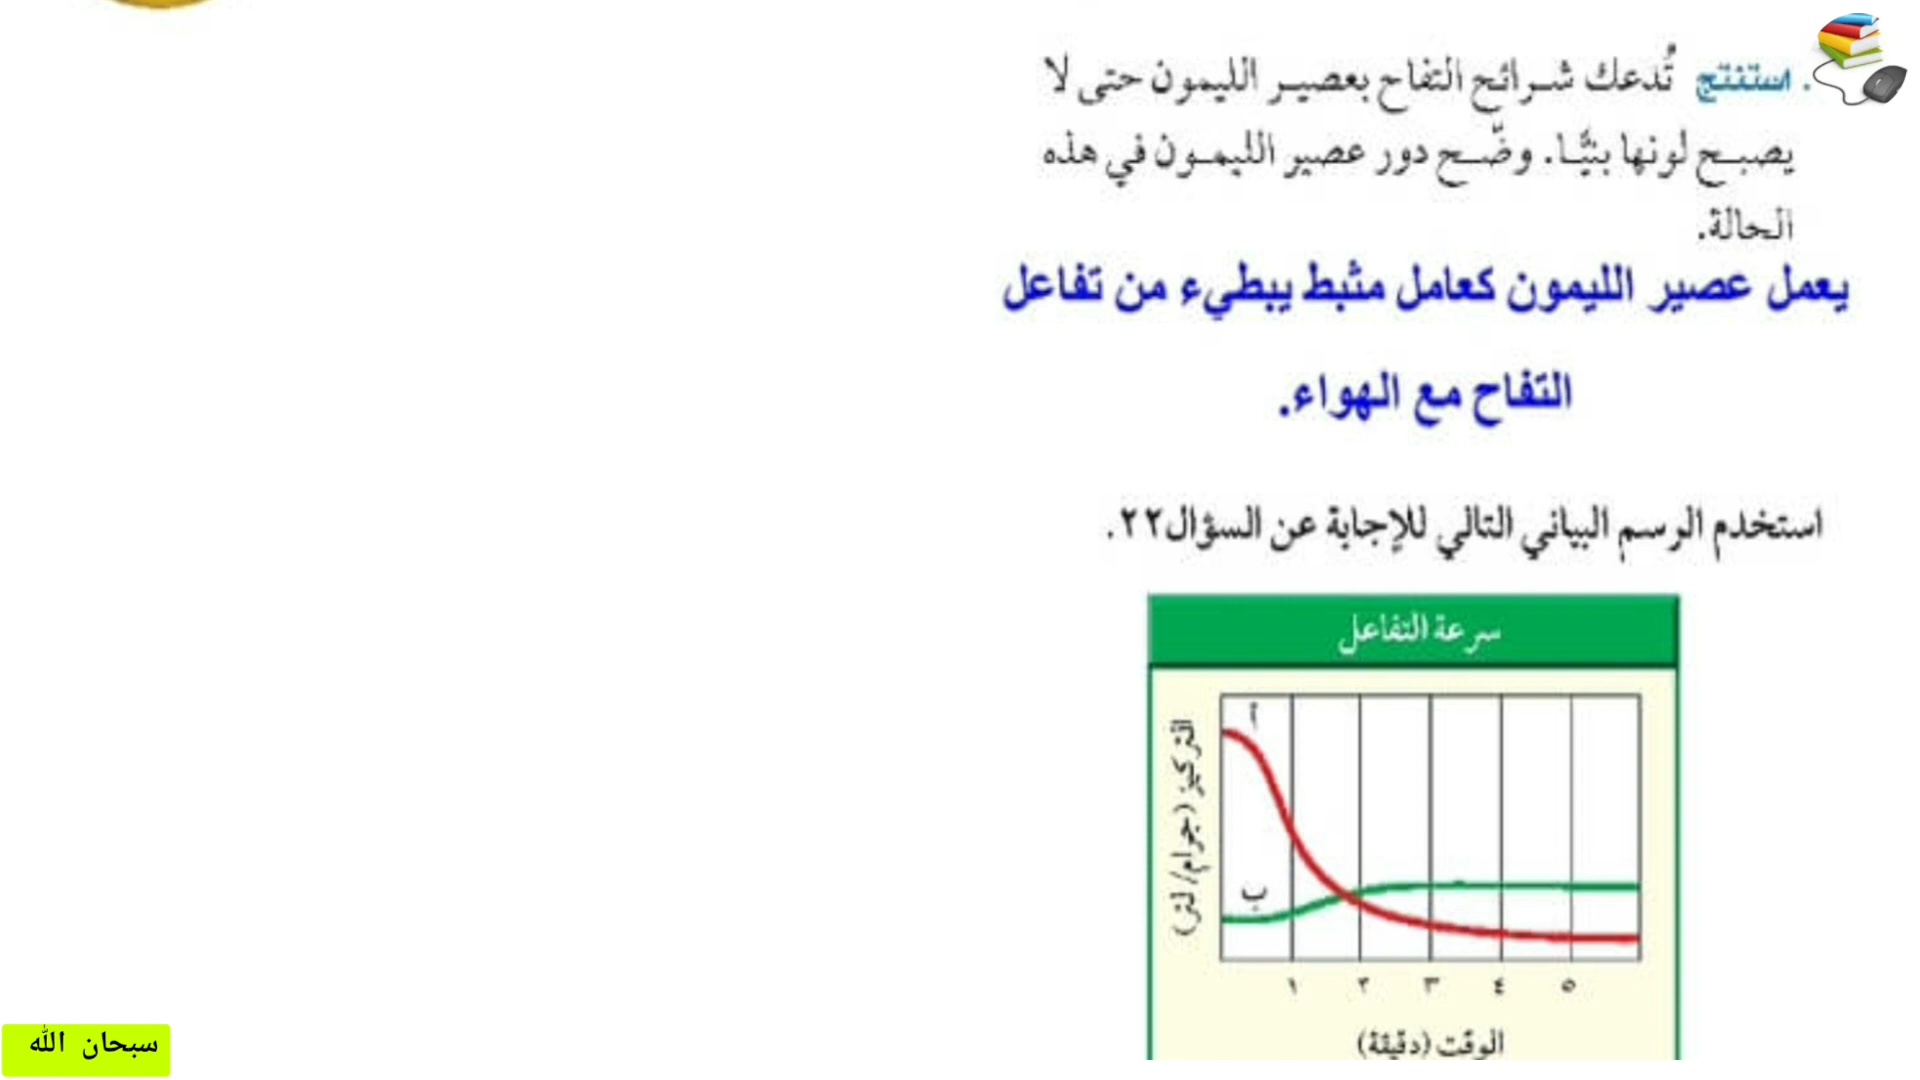 . استنتج تُدعك شرائح التفاح بعصير الليمون حتى لا
يصبح لونها بنيًّا. وضّح دور عصير الليمون في هذه
الحالة.
يعمل عصير الليمون كعامل مثبط يبطيء من تفاعل
التفاح مع الهواء.
استخدم الرسم البياني التالي للإجابة عن السؤال٢٢.
سرعة التفاعل
أ
التركيز (جرام/ لتر)
ب
١ ٢ ٣ ٤ ٥
الوقت (دقيقة)
سبحان الله